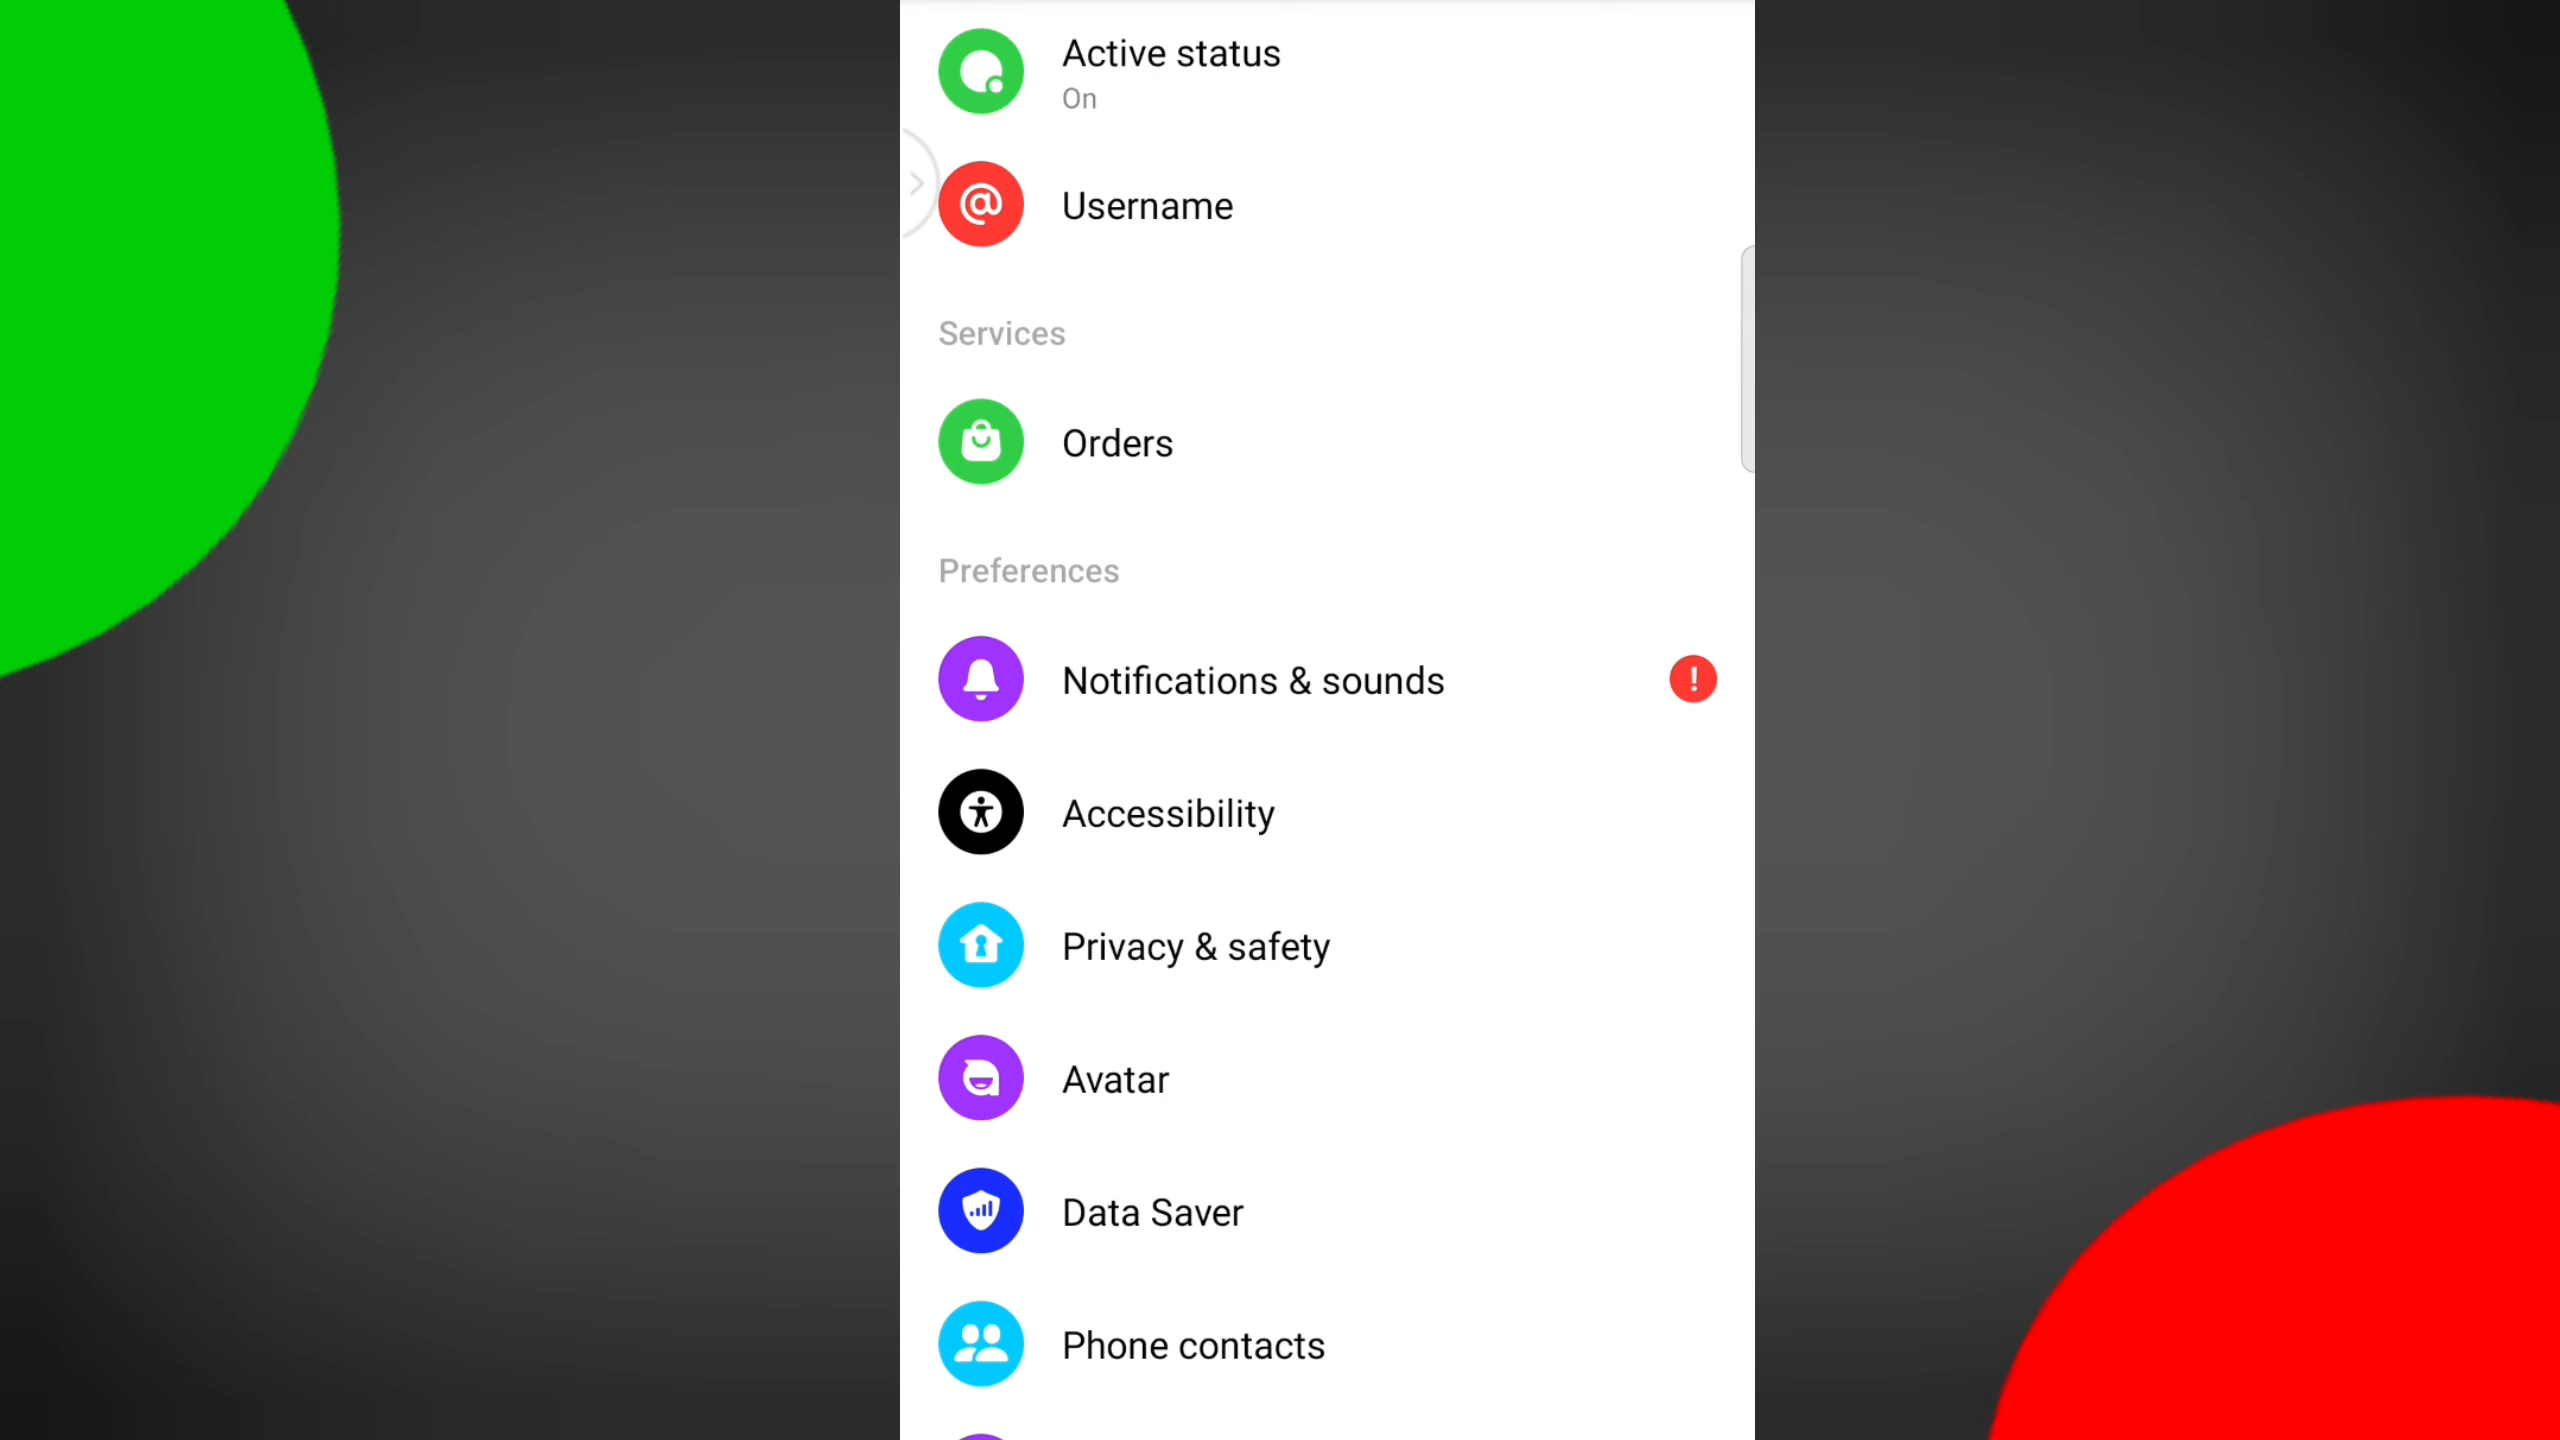 Active status
On
Username
Services
Orders
Preferences
Notifications & sounds
Accessibility
Privacy & safety
Avatar
Data Saver
Phone contacts